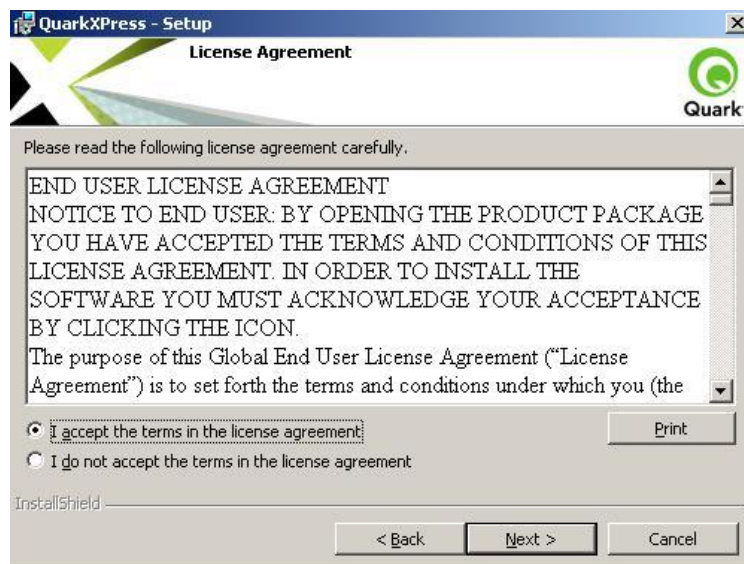 QuarkXPress - Setup
License Agreement
Quark
Please read the following license agreement carefully.
END USER LICENSE AGREEMENT
NOTICE TO END USER: BY OPENING THE PRODUCT PACKAGE
YOU HAVE ACCEPTED THE TERMS AND CONDITIONS OF THIS
LICENSE AGREEMENT. IN ORDER TO INSTALL THE
SOFTWARE YOU MUST ACKNOWLEDGE YOUR ACCEPTANCE
BY CLICKING THE ICON.
The purpose of this Global End User License Agreement (“License
Agreement”) is to set forth the terms and conditions under which you (the
I accept the terms in the license agreement
Print
I do not accept the terms in the license agreement
InstallShield
< Back Next > Cancel